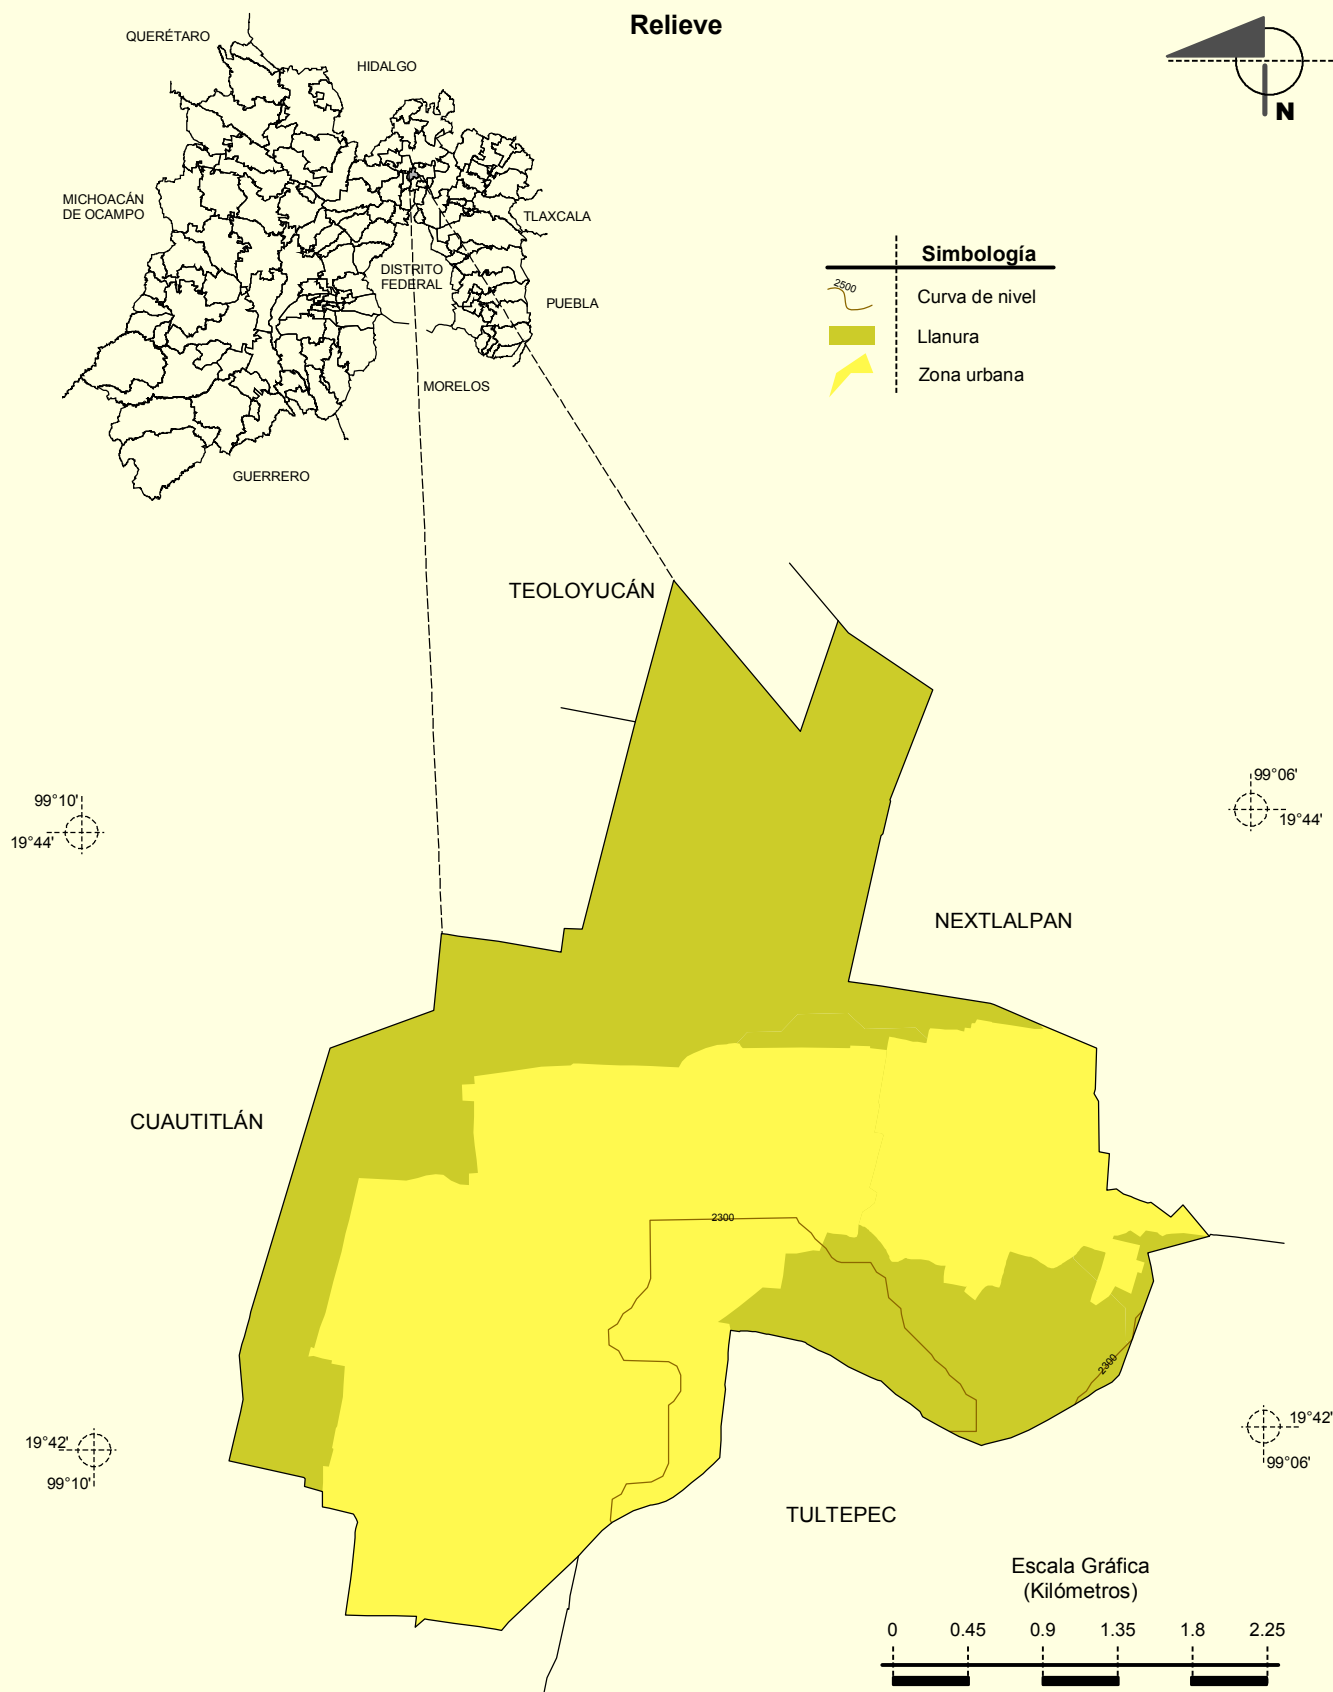 Relieve
QUERÉTARO
HIDALGO
N
MICHOACÁN
DE OCAMPO
TLAXCALA
DISTRITO
FEDERAL
PUEBLA
MORELOS
GUERRERO
Simbología
2500
Curva de nivel
Llanura
Zona urbana
TEOLOYUCÁN
99°10'
19°44'
99°06'
19°44'
NEXTLALPAN
CUAUTITLÁN
2300
2300
19°42'
99°10'
19°42'
99°06'
TULTEPEC
Escala Gráfica
(Kilómetros)
0 0.45 0.9 1.35 1.8 2.25